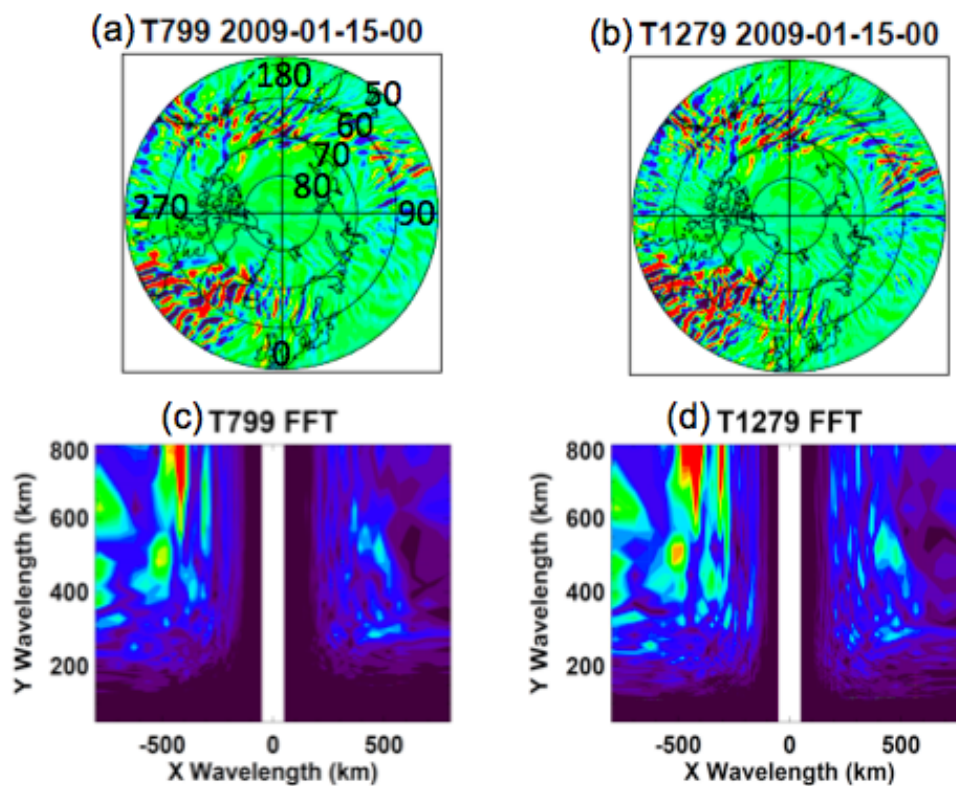 (a) T799 2009-01-15-00
(b) T1279 2009-01-15-00
180
50
60
70
80
270
90
0
(c) T799 FFT
(d) T1279 FFT
Y Wavelength (km)
800
600
400
200
-500 0 500
X Wavelength (km)
Y Wavelength (km)
800
600
400
200
-500 0 500
X Wavelength (km)